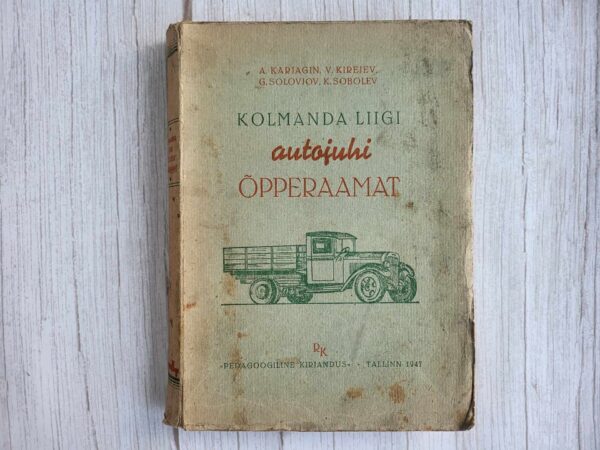 A. KARJAGIN, V. KIREJEV,
G. SOLOVJOV, K. SOBOLEV
KOLMANDA LIIGI
autojuhi
ÕPPERAAMAT
RK
«PEDAGOOGILINE KIRJANDUS» • TALLINN 1947